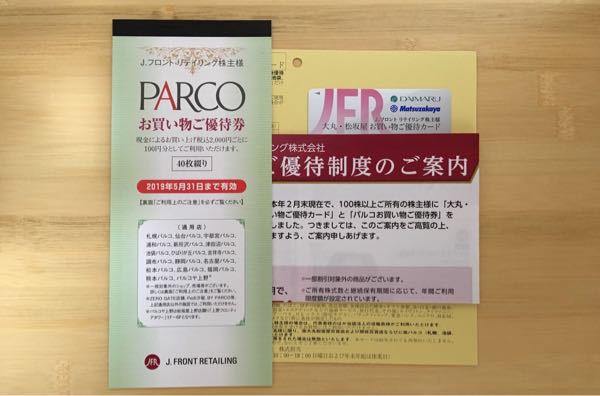 J.フロント リテイリング株主様
PARCO
お買い物ご優待券
現金によるお買い上げ税込2,000円ごとに
100円分としてご利用いただけます。
40枚綴り
2019年5月31日まで有効
【裏面「ご利用上のご注意」を必ずご覧ください】
〈適用店〉
札幌パルコ、仙台パルコ、宇都宮パルコ、
浦和パルコ、新所沢パルコ、津田沼パルコ、
池袋パルコ、ひばりが丘パルコ、吉祥寺パルコ、
調布パルコ、静岡パルコ、名古屋パルコ、
松本パルコ、広島パルコ、福岡パルコ、
熊本パルコ、パルコヤ上野
J. FRONT RETAILING
JFR
DAIMARU
Matsuzakaya
J.フロント リテイリング株主様
大丸・松坂屋 お買い物ご優待カード
リング株式会社
ご優待制度のご案内
本年2月末現在で、100株以上ご所有の株主様に「大丸・
い物ご優待カード」と「パルコお買い物ご優待券」を
しました。つきましては、このご案内をご高覧の上、
ますよう、ご案内申しあげます。
※一部割引対象外の商品がございます。
※ご所有株式数と継続保有期間に応じて、年間ご利用
限度額が設定されています。